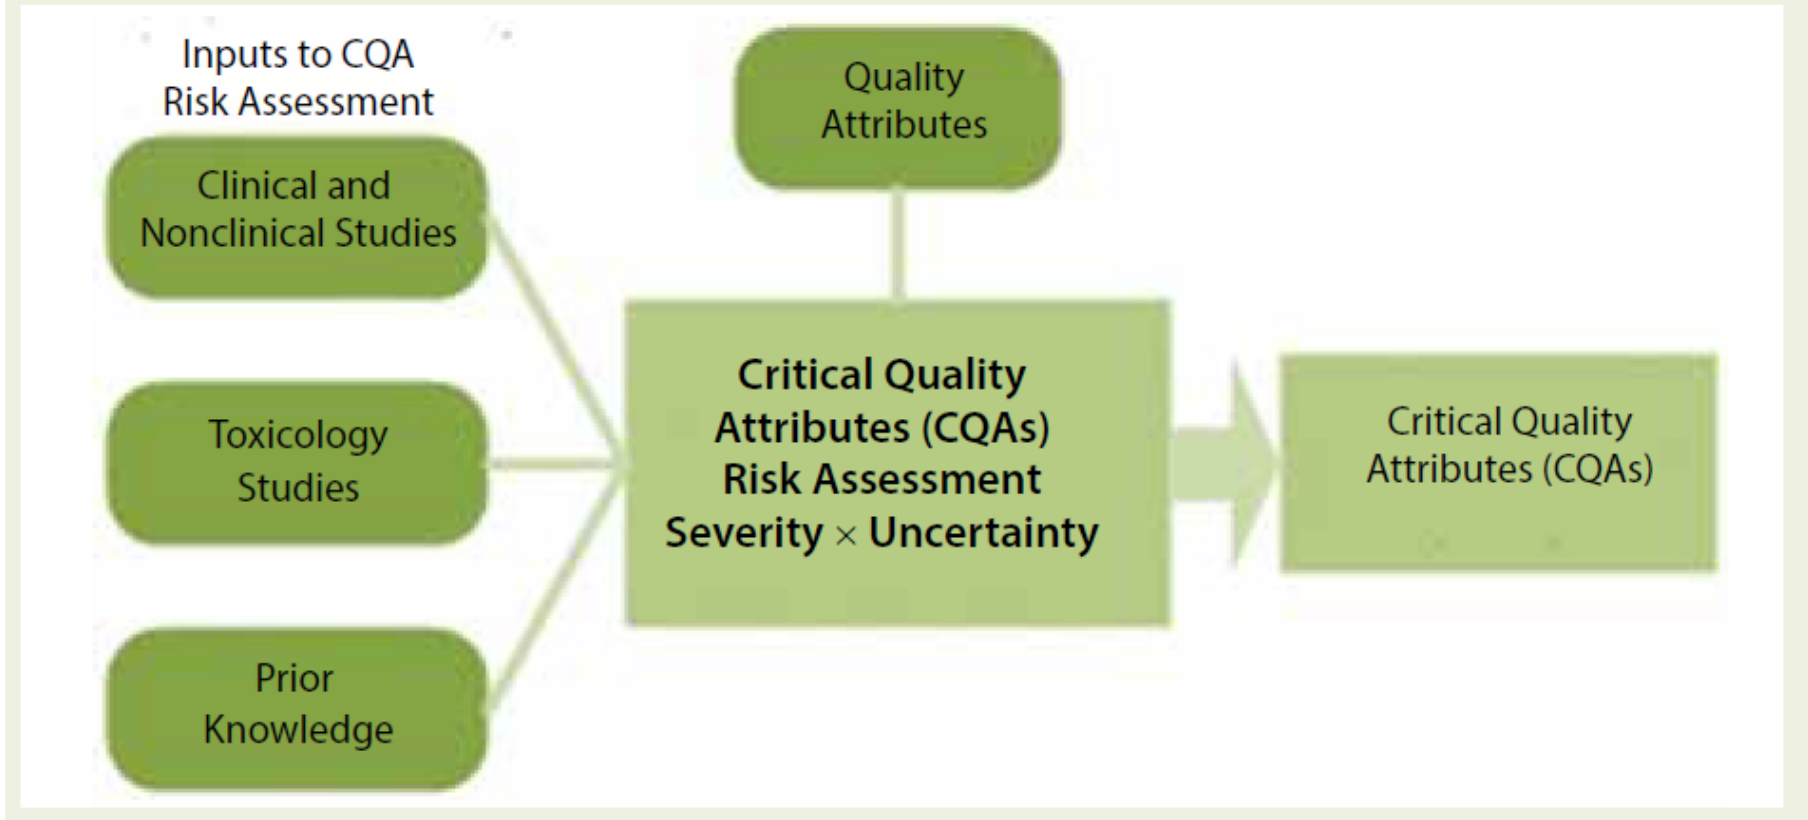 Inputs to CQA
Risk Assessment
Clinical and
Nonclinical Studies
Toxicology
Studies
Prior
Knowledge
Quality
Attributes
Critical Quality
Attributes (CQAs)
Risk Assessment
Severity × Uncertainty
Critical Quality
Attributes (CQAs)